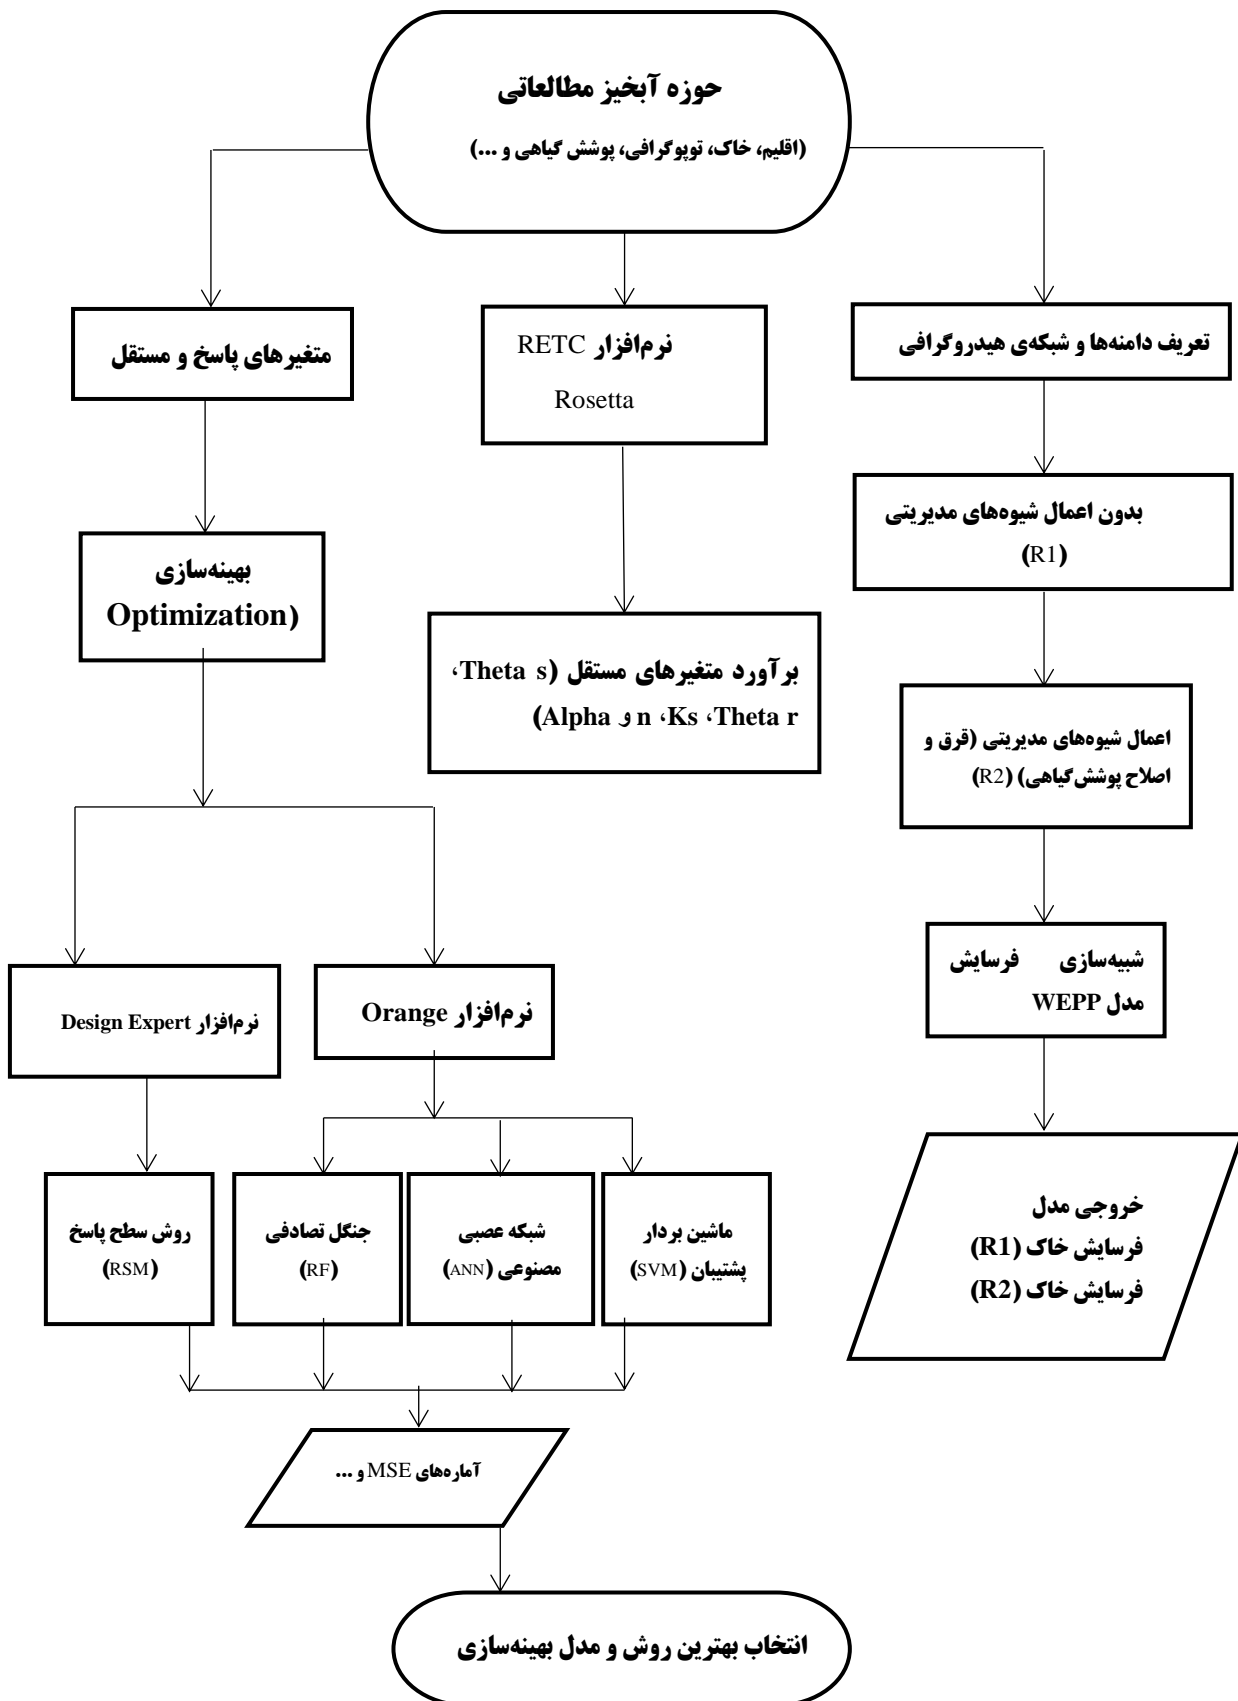 حوزه آبخیز مطالعاتی
(اقلیم، خاک، توپوگرافی، پوشش گیاهی و ...)
تعریف دامنه‌ها و شبکه‌ی هیدروگرافی
نرم‌افزار RETC
Rosetta
متغیرهای پاسخ و مستقل
بدون اعمال شیوه‌های مدیریتی
(R1)
بهینه‌سازی
(Optimization
برآورد متغیرهای مستقل (Theta s،
Theta r، Ks، n و Alpha)
اعمال شیوه‌های مدیریتی (قرق و
اصلاح پوشش‌گیاهی) (R2)
شبیه‌سازی فرسایش
مدل WEPP
نرم‌افزار Orange
نرم‌افزار Design Expert
خروجی مدل
فرسایش خاک (R1)
فرسایش خاک (R2)
ماشین بردار
پشتیبان (SVM)
شبکه عصبی
مصنوعی (ANN)
جنگل تصادفی
(RF)
روش سطح پاسخ
(RSM)
آماره‌های MSE و ...
انتخاب بهترین روش و مدل بهینه‌سازی